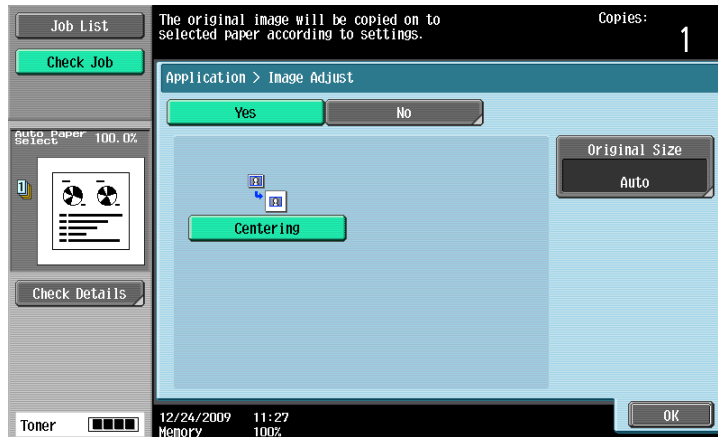 Job List
Check Job
The original image will be copied on to
selected paper according to settings.
Copies:
1
Application > Image Adjust
Yes
No
Auto Paper
Select
100.0%
1
Original Size
Auto
Centering
Check Details
Toner
12/24/2009 11:27
Memory 100%
OK